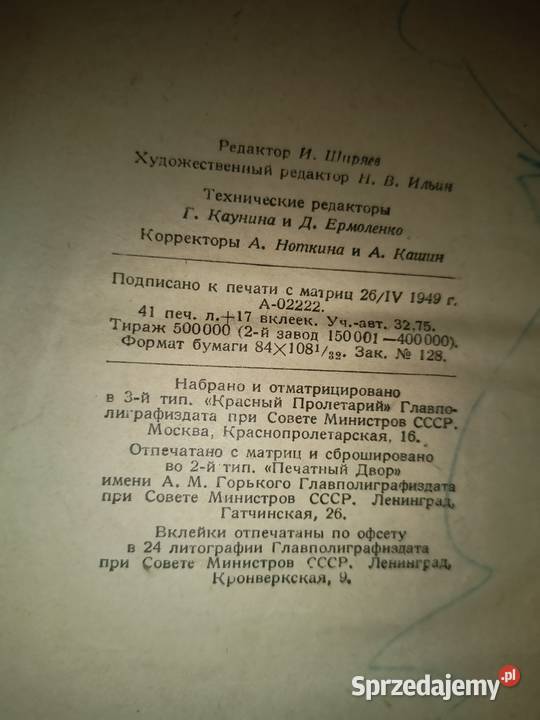 Редактор И. Ширяев
Художественный редактор Н. В. Ильин
Технические редакторы
Г. Каунина и Д. Ермоленко
Корректоры А. Ноткина и А. Кашин
Подписано к печати с матриц 26/IV 1949 г.
А-02222.
41 печ. л.+17 вклеек. Уч.-авт. 32,75.
Тираж 500000 (2-й завод 150001—400000).
Формат бумаги 84×108¹/₃₂. Зак. № 128.
Набрано и отматрицировано
в 3-й тип. «Красный Пролетарий» Главпо-
лиграфиздата при Совете Министров СССР.
Москва, Краснопролетарская, 16.
Отпечатано с матриц и сброшировано
во 2-й тип. «Печатный Двор»
имени А. М. Горького Главполиграфиздата
при Совете Министров СССР. Ленинград,
Гатчинская, 26.
Вклейки отпечатаны по офсету
в 24 литографии Главполиграфиздата
при Совете Министров СССР. Ленинград,
Кронверкская, 9.
Sprzedajemy.pl